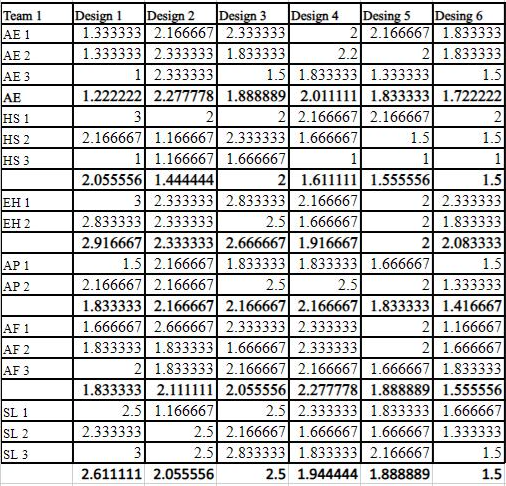 Team 1 Design 1 Design 2 Design 3 Design 4 Desing 5 Desing 6
AE 1 1.333333 2.166667 2.333333 2 2.166667 1.833333
AE 2 1.333333 2.333333 1.833333 2.2 2 1.833333
AE 3 1 2.333333 1.5 1.833333 1.333333 1.5
AE 1.222222 2.277778 1.888889 2.011111 1.833333 1.722222
HS 1 3 2 2 2.166667 2.166667 2
HS 2 2.166667 1.166667 2.333333 1.666667 1.5 1.5
HS 3 1 1.166667 1.666667 1 1 1
2.055556 1.444444 2 1.611111 1.555556 1.5
EH 1 3 2.333333 2.833333 2.166667 2 2.333333
EH 2 2.833333 2.333333 2.5 1.666667 2 1.833333
2.916667 2.333333 2.666667 1.916667 2 2.083333
AP 1 1.5 2.166667 1.833333 1.833333 1.666667 1.5
AP 2 2.166667 2.166667 2.5 2.5 2 1.333333
1.833333 2.166667 2.166667 2.166667 1.833333 1.416667
AF 1 1.666667 2.666667 2.333333 2.333333 2 1.166667
AF 2 1.833333 1.833333 1.666667 2.333333 2 1.666667
AF 3 2 1.833333 2.166667 2.166667 1.666667 1.833333
1.833333 2.111111 2.055556 2.277778 1.888889 1.555556
SL 1 2.5 1.166667 2.5 2.333333 1.833333 1.666667
SL 2 2.333333 2.5 2.166667 1.666667 1.666667 1.333333
SL 3 3 2.5 2.833333 1.833333 2.166667 1.5
2.611111 2.055556 2.5 1.944444 1.888889 1.5